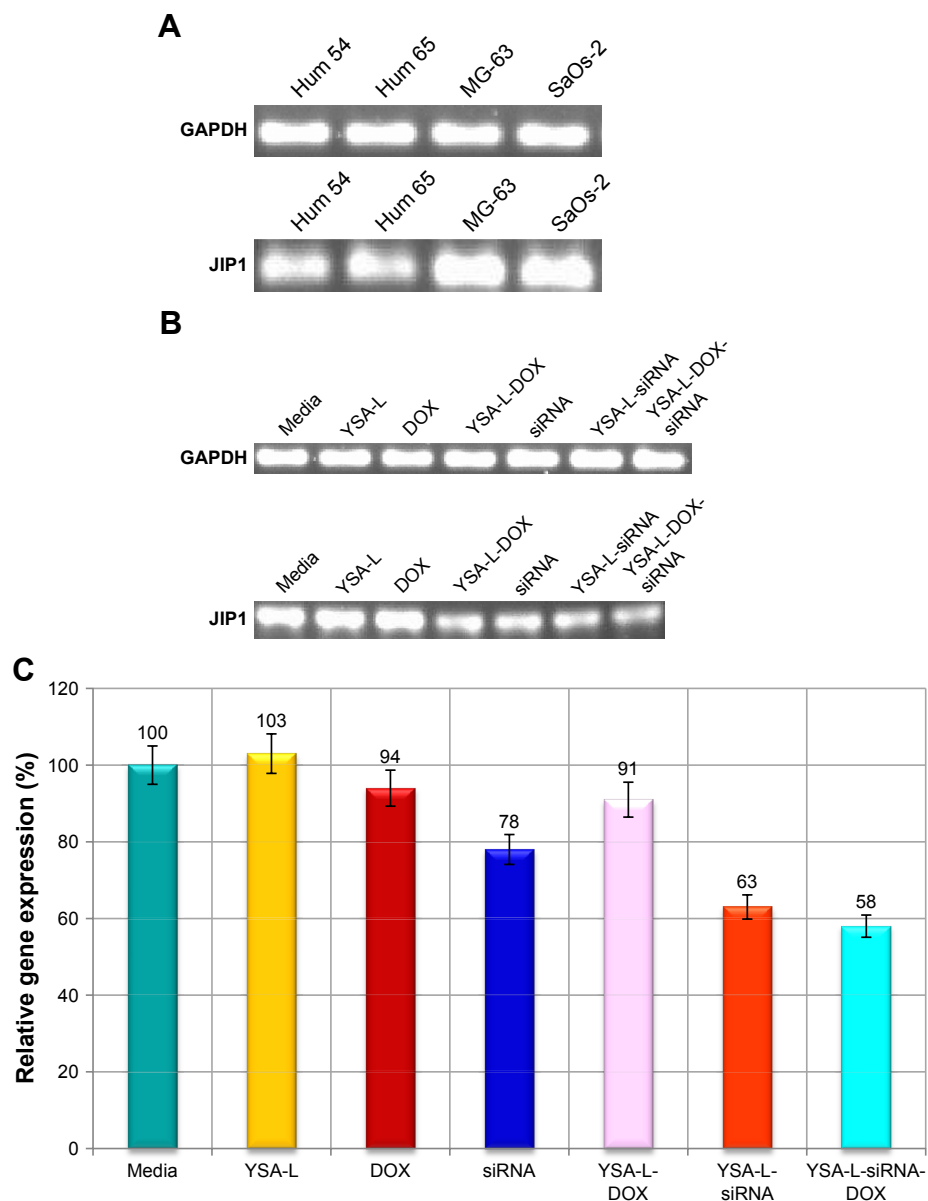 A
Hum 54 Hum 65 MG-63 SaOs-2
GAPDH
Hum 54 Hum 65 MG-63 SaOs-2
JIP1
B
Media YSA-L DOX YSA-L-DOX siRNA YSA-L-siRNA YSA-L-DOX-
siRNA
GAPDH
Media YSA-L DOX YSA-L-DOX siRNA YSA-L-siRNA YSA-L-DOX-
siRNA
JIP1
C
Relative gene expression (%)
120
100
80
60
40
20
0
100
103
94
78
91
63
58
Media
YSA-L
DOX
siRNA
YSA-L-
DOX
YSA-L-
siRNA
YSA-L-siRNA-
DOX